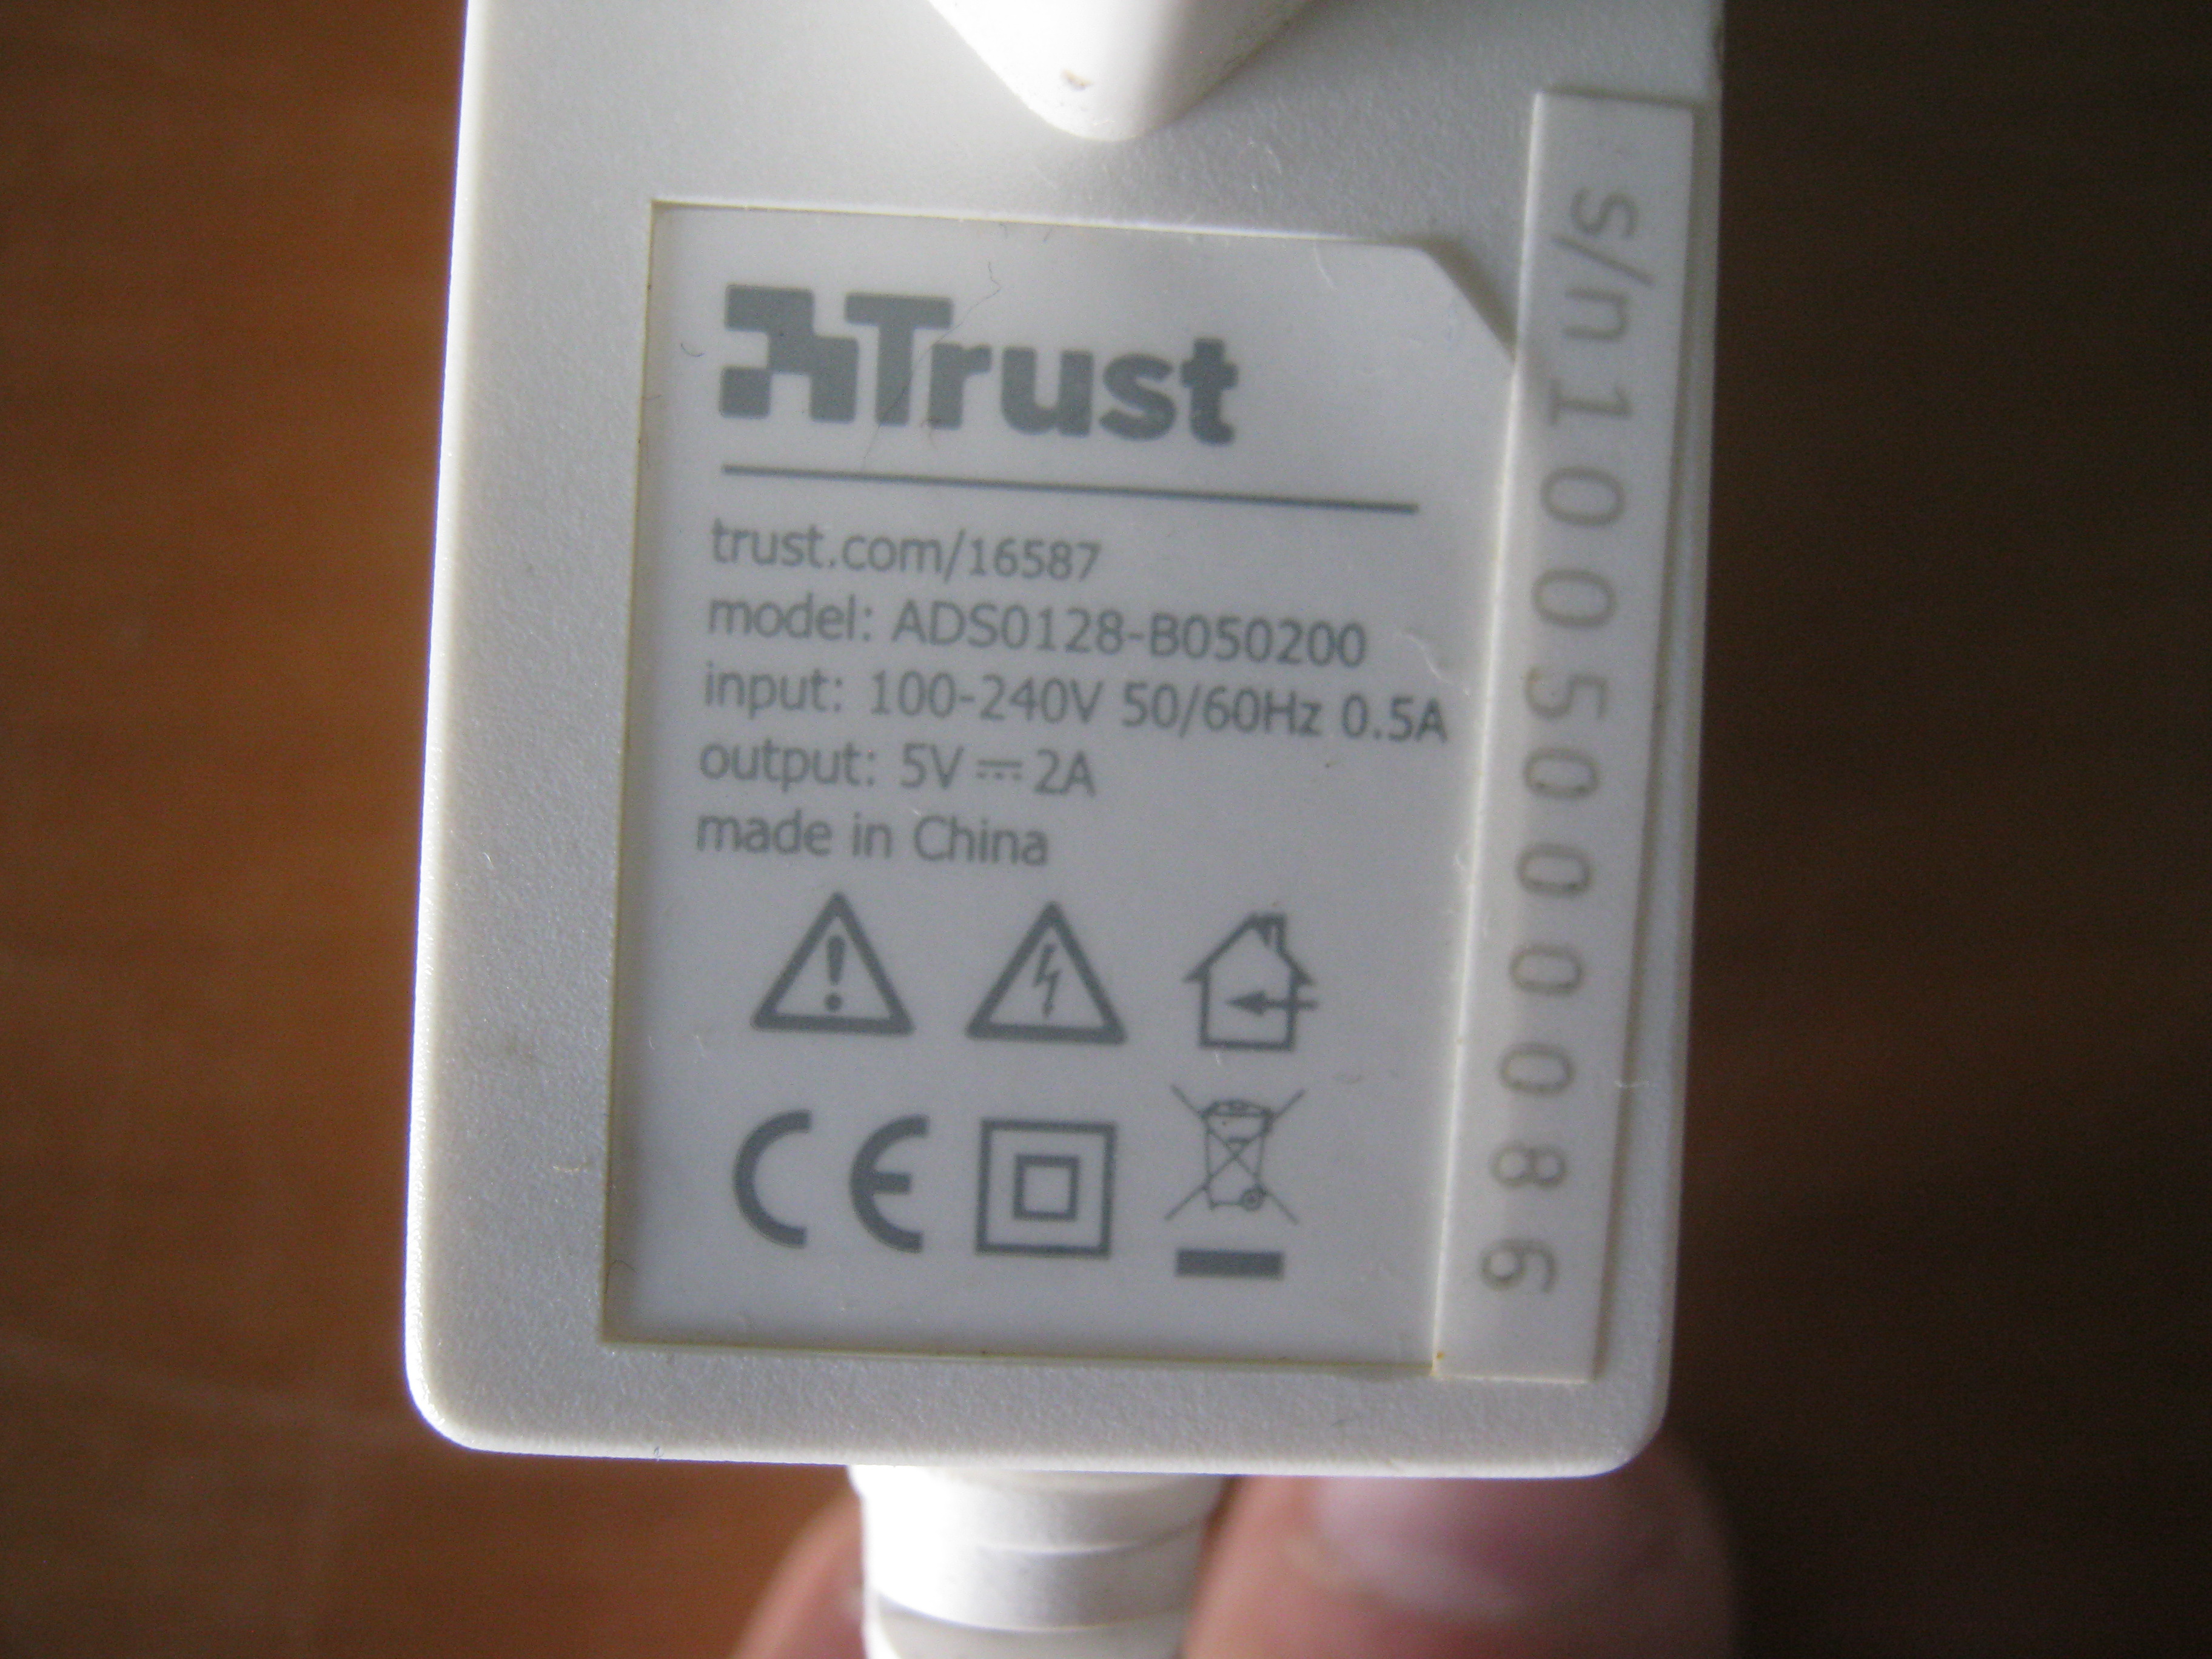 Trust
trust.com/16587
model: ADS0128-B050200
input: 100-240V 50/60Hz 0.5A
output: 5V ⎓ 2A
made in China
CE
s/n1005000086